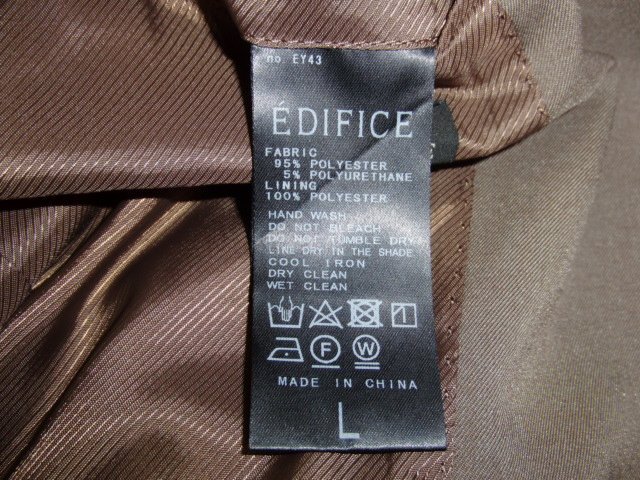 no. EY43
ÉDIFICE
FABRIC
95% POLYESTER
5% POLYURETHANE
LINING
100% POLYESTER
HAND WASH
DO NOT BLEACH
DO NOT TUMBLE DRY
LINE DRY IN THE SHADE
COOL IRON
DRY CLEAN
WET CLEAN
F W
MADE IN CHINA
L